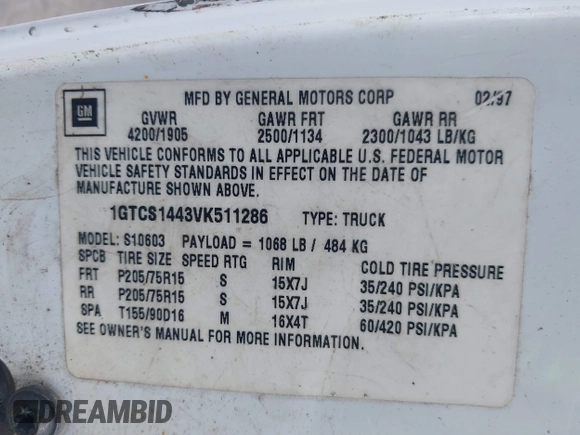 GM
MFD BY GENERAL MOTORS CORP 02/97
GVWR GAWR FRT GAWR RR
4200/1905 2500/1134 2300/1043 LB/KG
THIS VEHICLE CONFORMS TO ALL APPLICABLE U.S. FEDERAL MOTOR
VEHICLE SAFETY STANDARDS IN EFFECT ON THE DATE OF
MANUFACTURE SHOWN ABOVE.
1GTCS1443VK511286 TYPE: TRUCK
MODEL: S10603 PAYLOAD = 1068 LB / 484 KG
SPCB TIRE SIZE SPEED RTG RIM COLD TIRE PRESSURE
FRT P205/75R15 S 15X7J 35/240 PSI/KPA
RR P205/75R15 S 15X7J 35/240 PSI/KPA
SPA T155/90D16 M 16X4T 60/420 PSI/KPA
SEE OWNER'S MANUAL FOR MORE INFORMATION.
DREAMBID